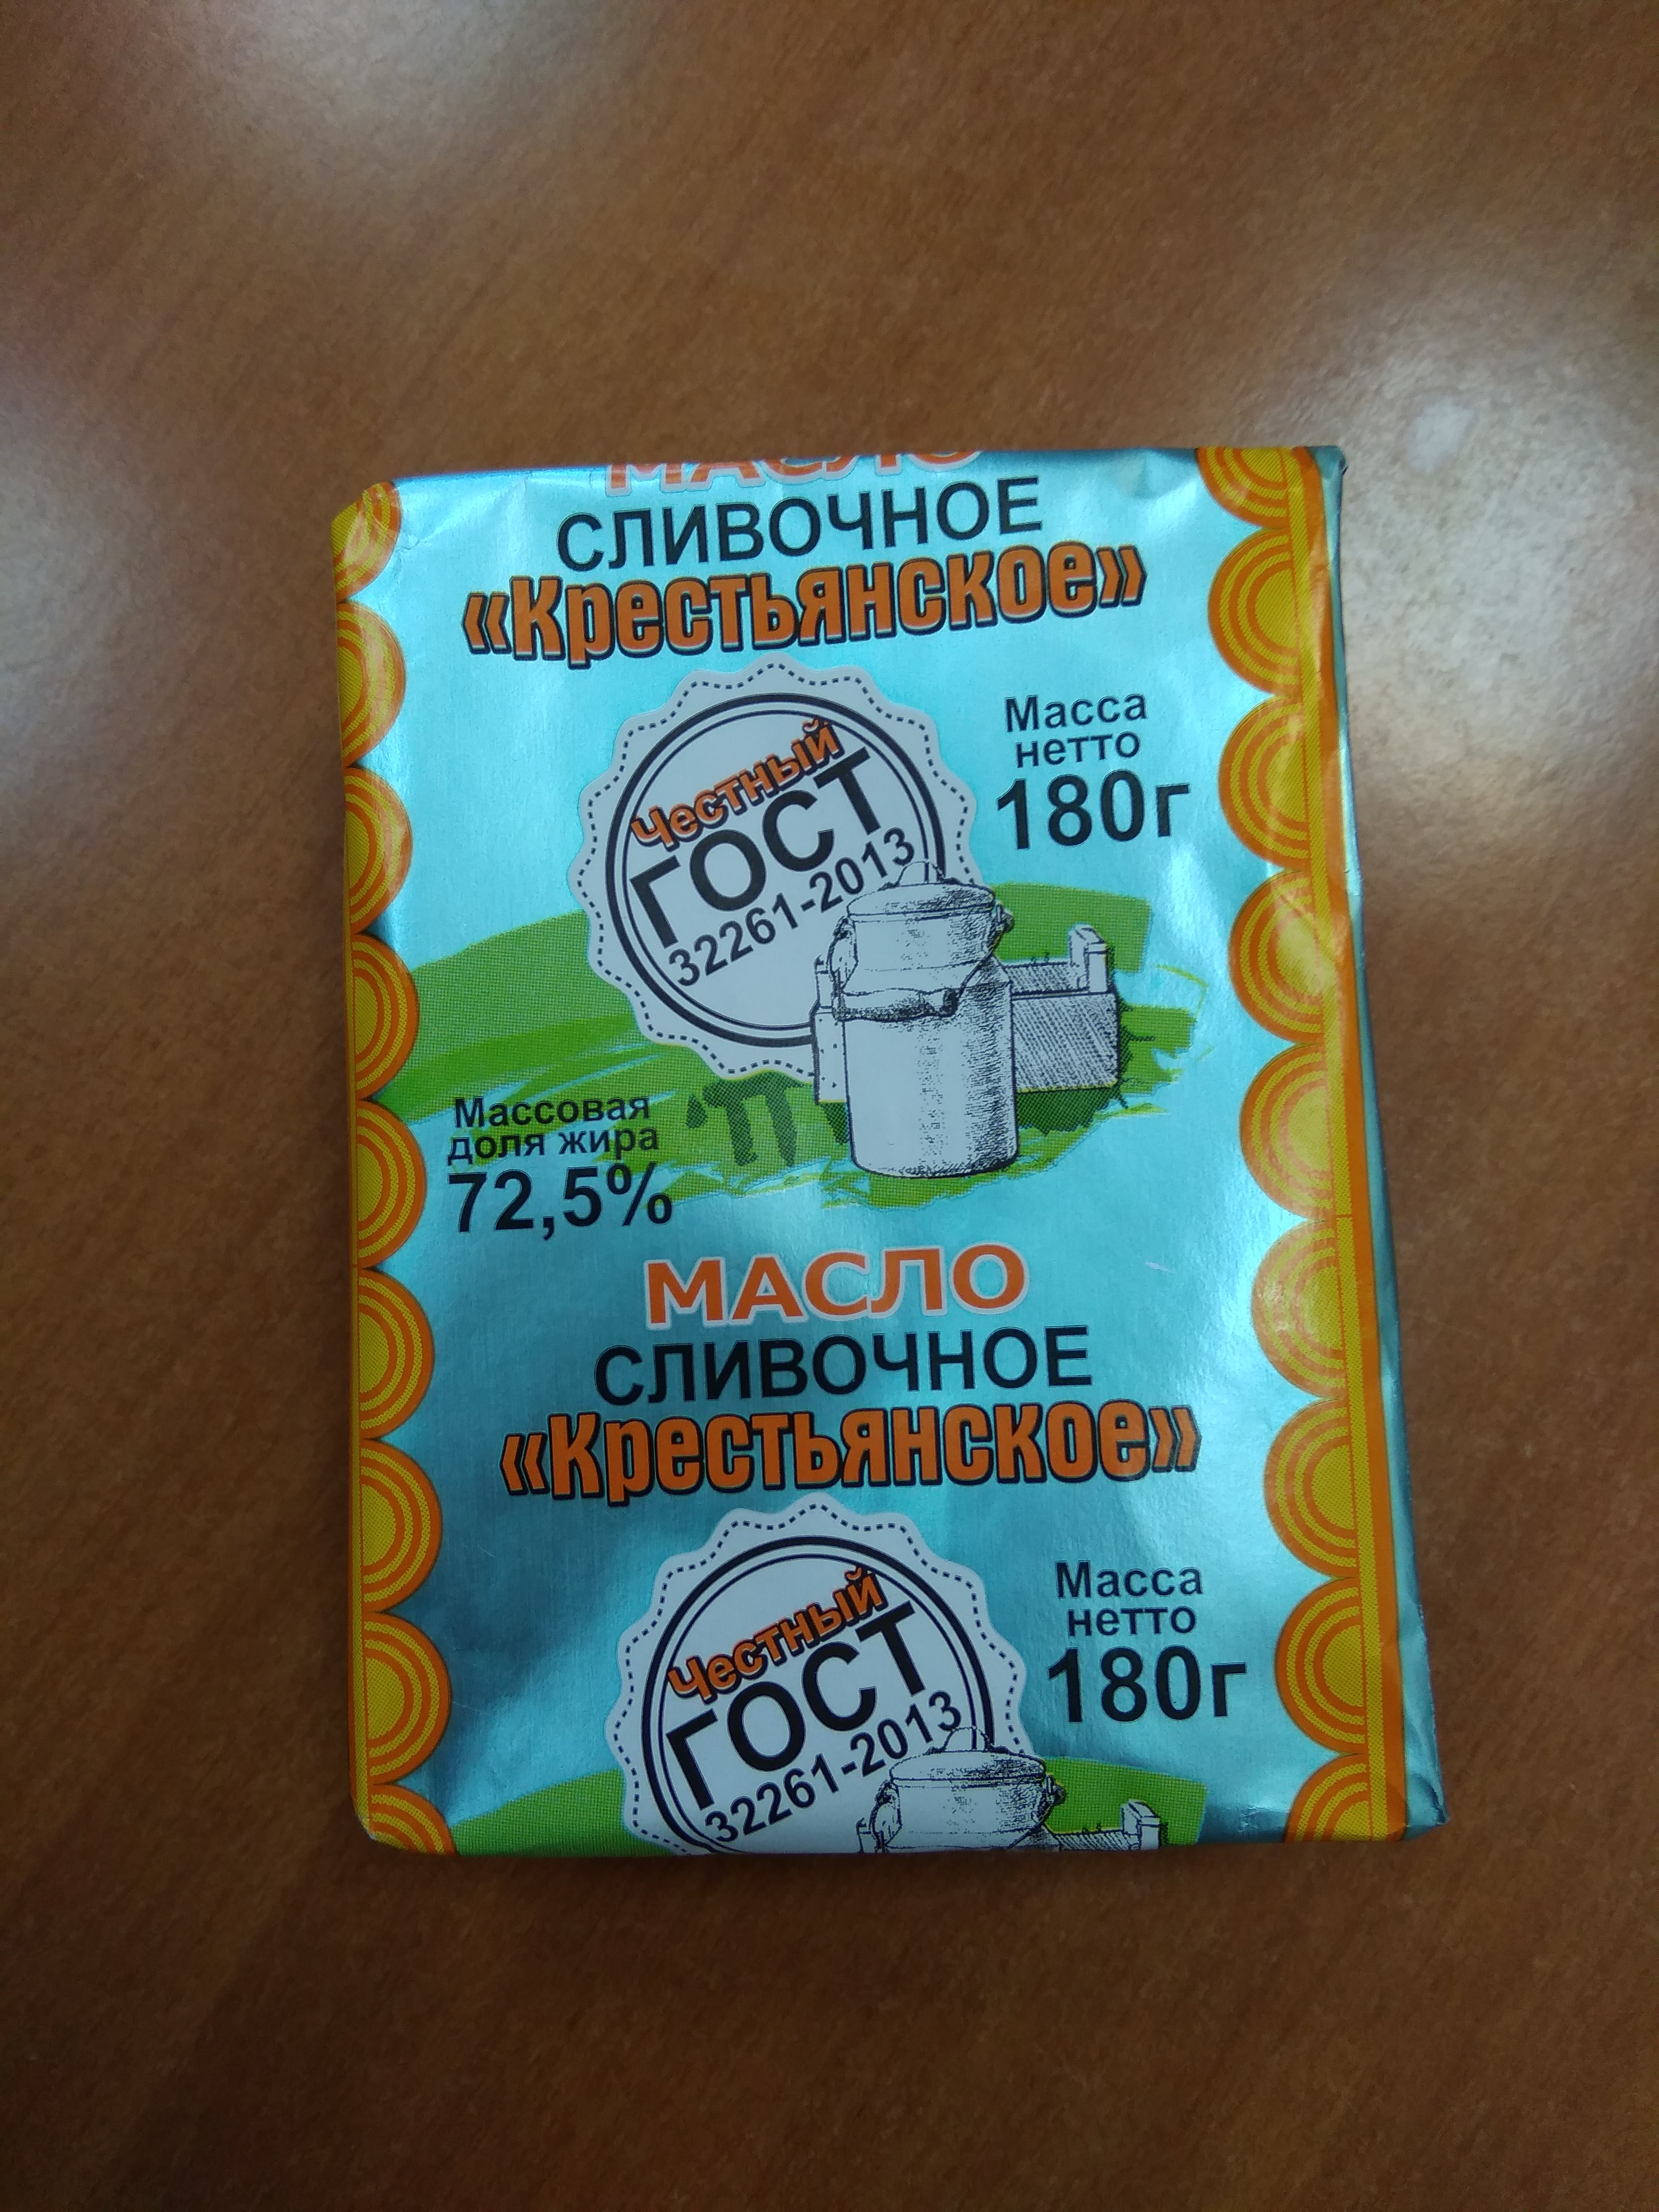 МАСЛО
СЛИВОЧНОЕ
«Крестьянское»
Честный
ГОСТ
32261-2013
Масса
нетто
180г
Массовая
доля жира
72,5%
МАСЛО
СЛИВОЧНОЕ
«Крестьянское»
Честный
ГОСТ
32261-2013
Масса
нетто
180г